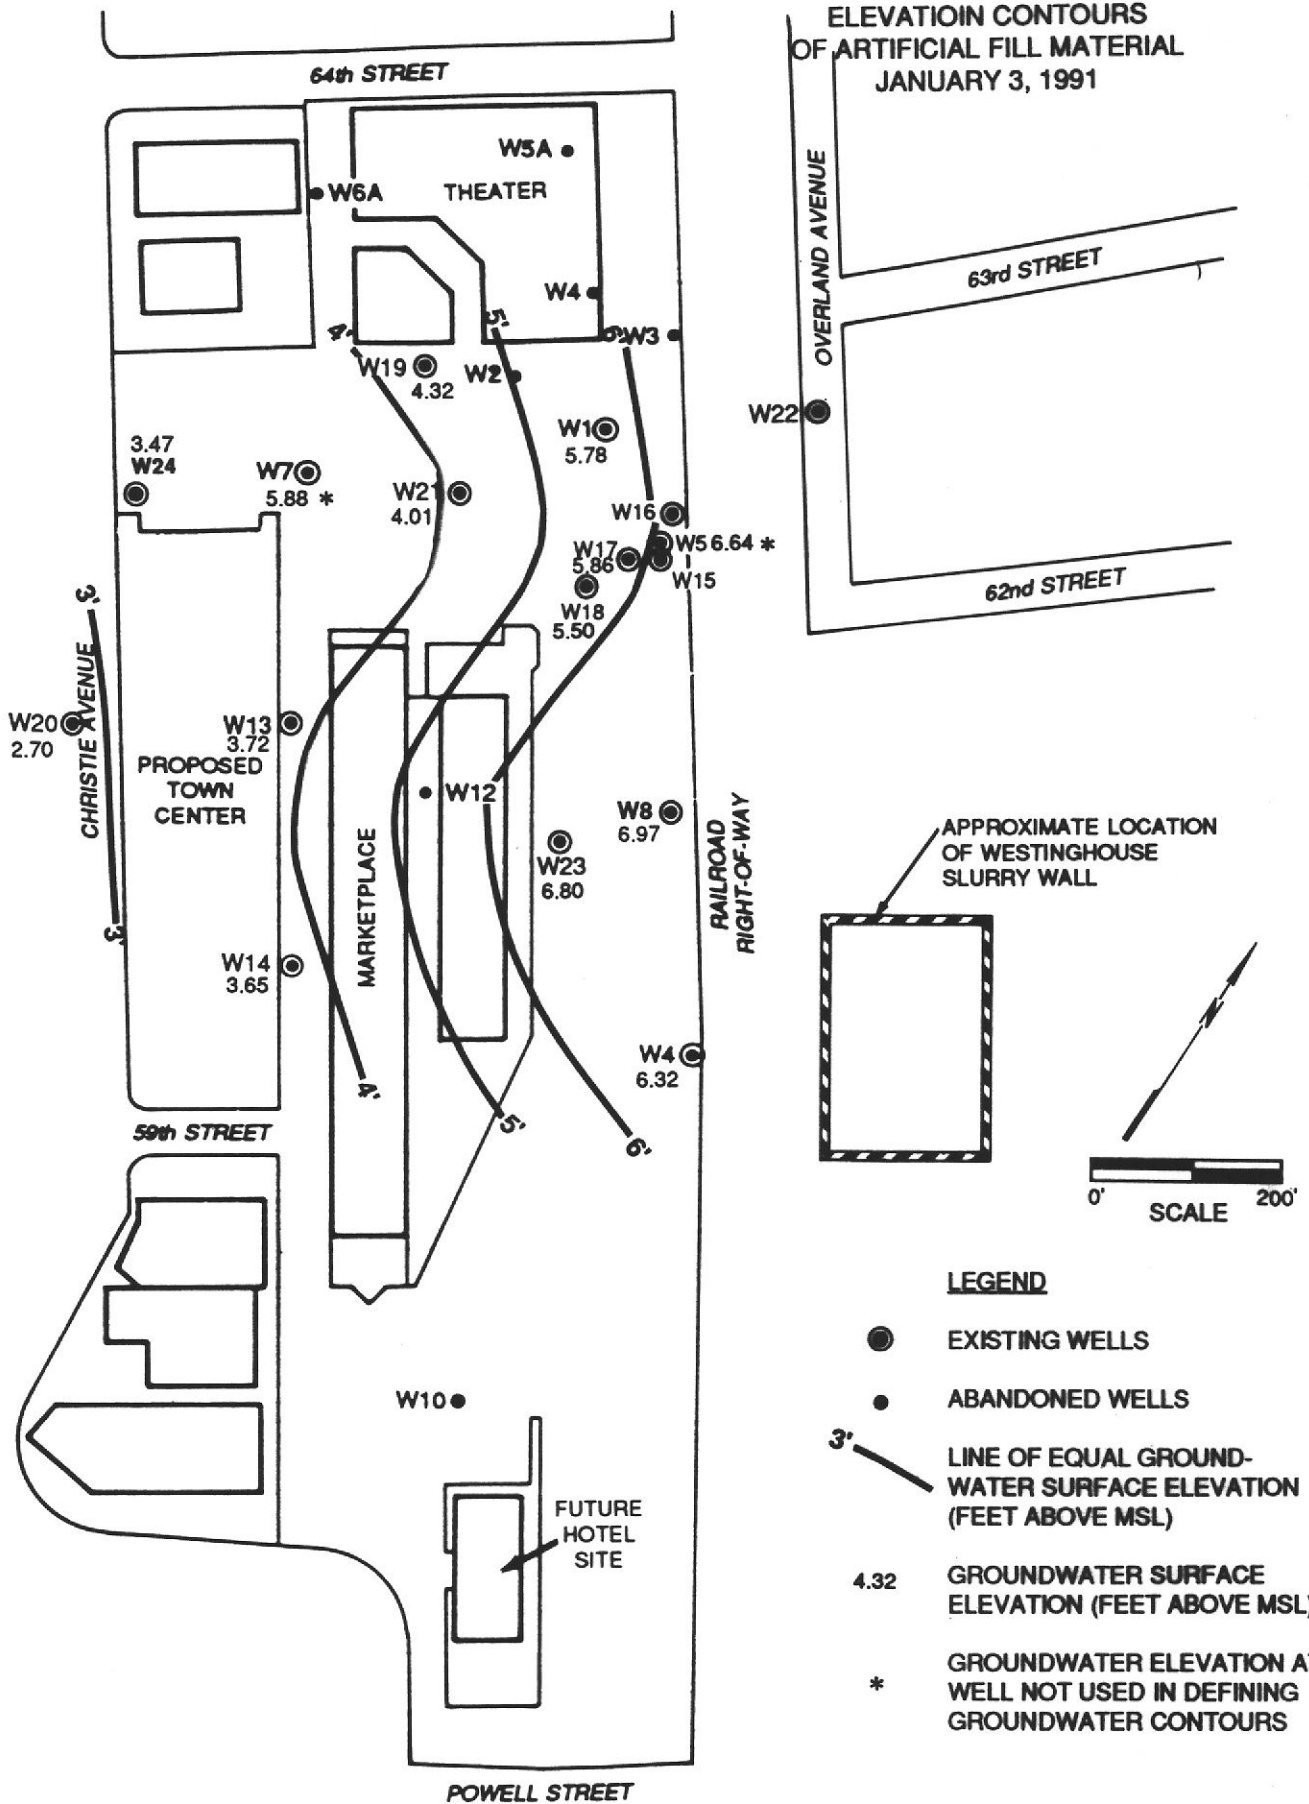 ELEVATIOIN CONTOURS
OF ARTIFICIAL FILL MATERIAL
JANUARY 3, 1991
64th STREET
W5A
W6A
THEATER
OVERLAND AVENUE
63rd STREET
W4
5'
4'
6'
W3
W19
4.32
W2
W22
W1
5.78
3.47
W24
W7
5.88 *
W21
4.01
W16
W5 6.64 *
W17
5.86
W15
W18
5.50
62nd STREET
3'
CHRISTIE AVENUE
W20
2.70
W13
3.72
PROPOSED
TOWN
CENTER
W12
W8
6.97
W23
6.80
MARKETPLACE
RAILROAD
RIGHT-OF-WAY
APPROXIMATE LOCATION
OF WESTINGHOUSE
SLURRY WALL
3'
W14
3.65
W4
6.32
N
4'
5'
6'
59th STREET
0'
200'
SCALE
LEGEND
EXISTING WELLS
W10
ABANDONED WELLS
3'
LINE OF EQUAL GROUND-
WATER SURFACE ELEVATION
(FEET ABOVE MSL)
FUTURE
HOTEL
SITE
4.32
GROUNDWATER SURFACE
ELEVATION (FEET ABOVE MSL)
*
GROUNDWATER ELEVATION AT
WELL NOT USED IN DEFINING
GROUNDWATER CONTOURS
POWELL STREET